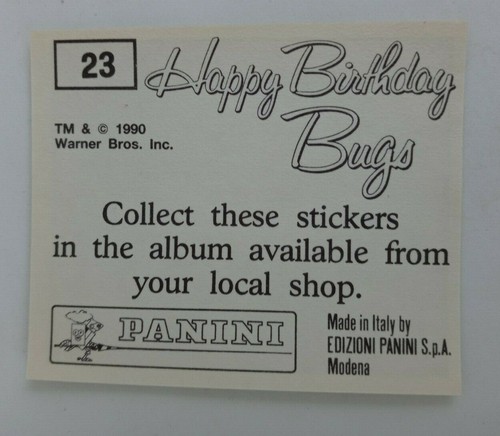 23
Happy Birthday
Bugs
TM & © 1990
Warner Bros. Inc.
Collect these stickers
in the album available from
your local shop.
PANINI
Made in Italy by
EDIZIONI PANINI S.p.A.
Modena